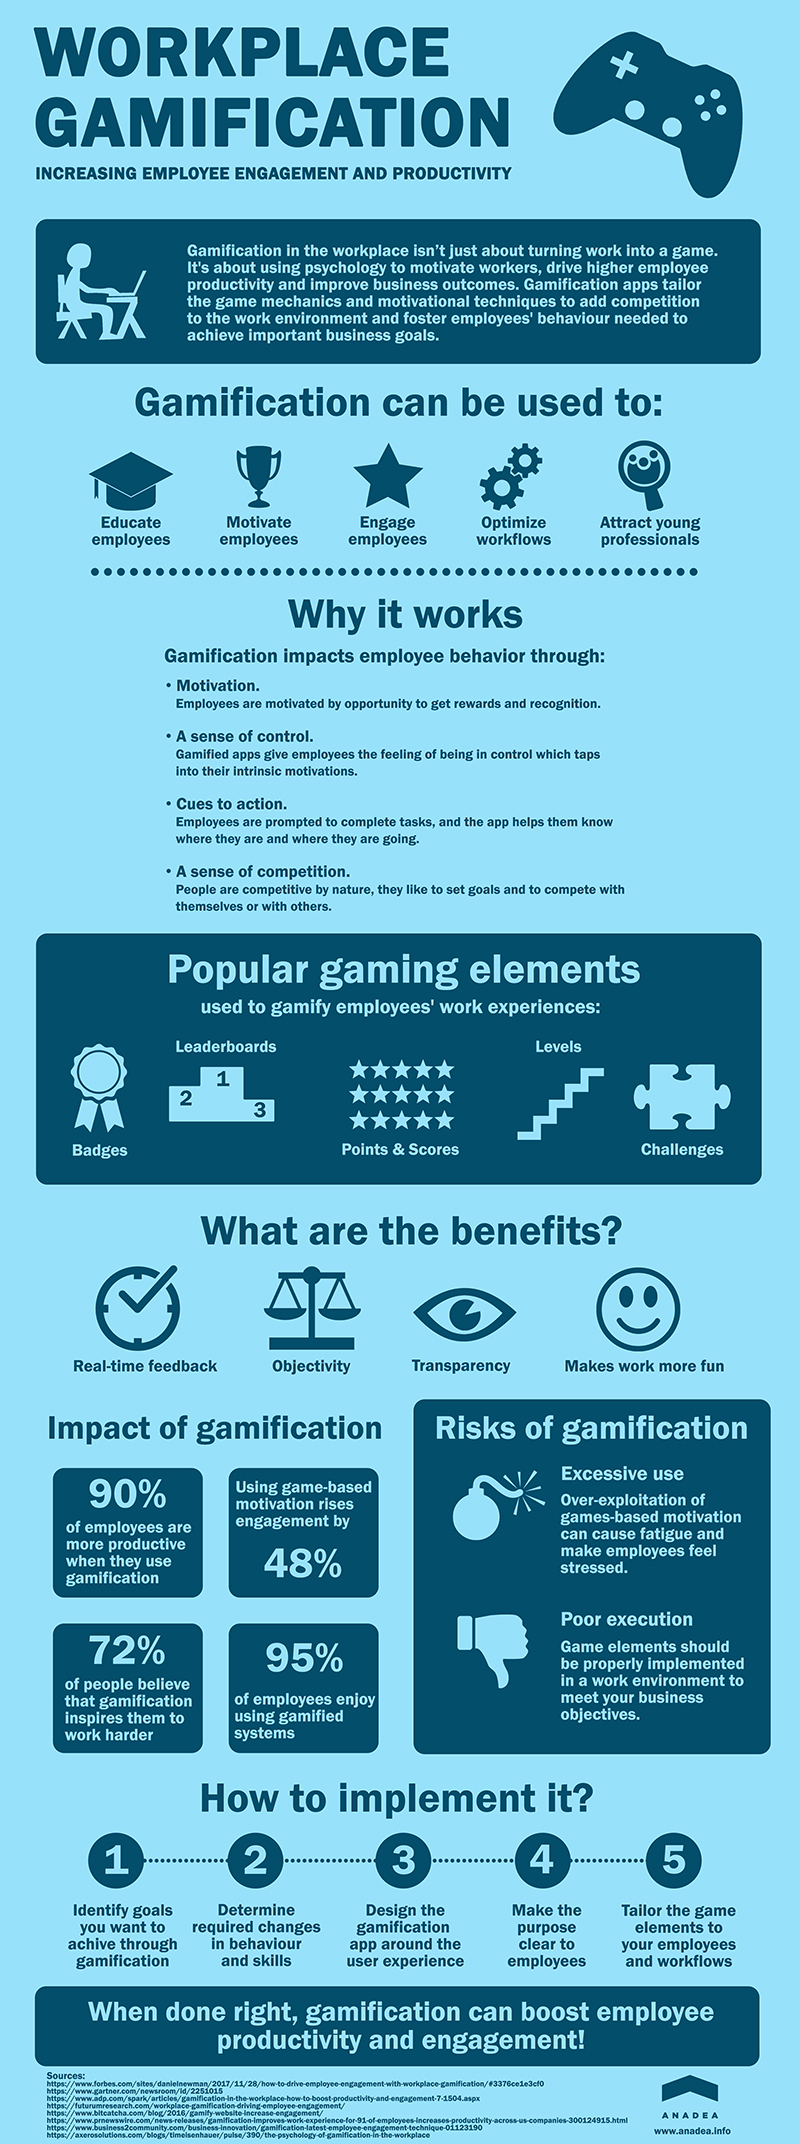 WORKPLACE
GAMIFICATION
INCREASING EMPLOYEE ENGAGEMENT AND PRODUCTIVITY
Gamification in the workplace isn't just about turning work into a game.
It's about using psychology to motivate workers, drive higher employee
productivity and improve business outcomes. Gamification apps tailor
the game mechanics and motivational techniques to add competition
to the work environment and foster employees' behaviour needed to
achieve important business goals.
Gamification can be used to:
Educate
employees
Motivate
employees
Engage
employees
Optimize
workflows
Attract young
professionals
Why it works
Gamification impacts employee behavior through:
• Motivation.
Employees are motivated by opportunity to get rewards and recognition.
• A sense of control.
Gamified apps give employees the feeling of being in control which taps
into their intrinsic motivations.
• Cues to action.
Employees are prompted to complete tasks, and the app helps them know
where they are and where they are going.
• A sense of competition.
People are competitive by nature, they like to set goals and to compete with
themselves or with others.
Popular gaming elements
used to gamify employees' work experiences:
Badges
Leaderboards
1
2
3
Points & Scores
Levels
Challenges
What are the benefits?
Real-time feedback
Objectivity
Transparency
Makes work more fun
Impact of gamification
90%
of employees are
more productive
when they use
gamification
Using game-based
motivation rises
engagement by
48%
72%
of people believe
that gamification
inspires them to
work harder
95%
of employees enjoy
using gamified
systems
Risks of gamification
Excessive use
Over-exploitation of
games-based motivation
can cause fatigue and
make employees feel
stressed.
Poor execution
Game elements should
be properly implemented
in a work environment to
meet your business
objectives.
How to implement it?
1
Identify goals
you want to
achive through
gamification
2
Determine
required changes
in behaviour
and skills
3
Design the
gamification
app around the
user experience
4
Make the
purpose
clear to
employees
5
Tailor the game
elements to
your employees
and workflows
When done right, gamification can boost employee
productivity and engagement!
Sources:
https://www.forbes.com/sites/danielnewman/2017/11/28/how-to-drive-employee-engagement-with-workplace-gamification/#3376ce1e3cf0
https://www.gartner.com/newsroom/id/2251015
https://www.adp.com/spark/articles/gamification-in-the-workplace-how-to-boost-productivity-and-engagement-7-1504.aspx
https://futurumresearch.com/workplace-gamification-driving-employee-engagement/
https://www.bitcatcha.com/blog/2016/gamify-website-increase-engagement/
https://www.prnewswire.com/news-releases/gamification-improves-work-experience-for-91-of-employees-increases-productivity-across-us-companies-300124915.html
https://www.business2community.com/business-innovation/gamification-latest-employee-engagement-technique-01123190
https://axerosolutions.com/blogs/timeisenhauer/pulse/390/the-psychology-of-gamification-in-the-workplace
ANADEA
www.anadea.info